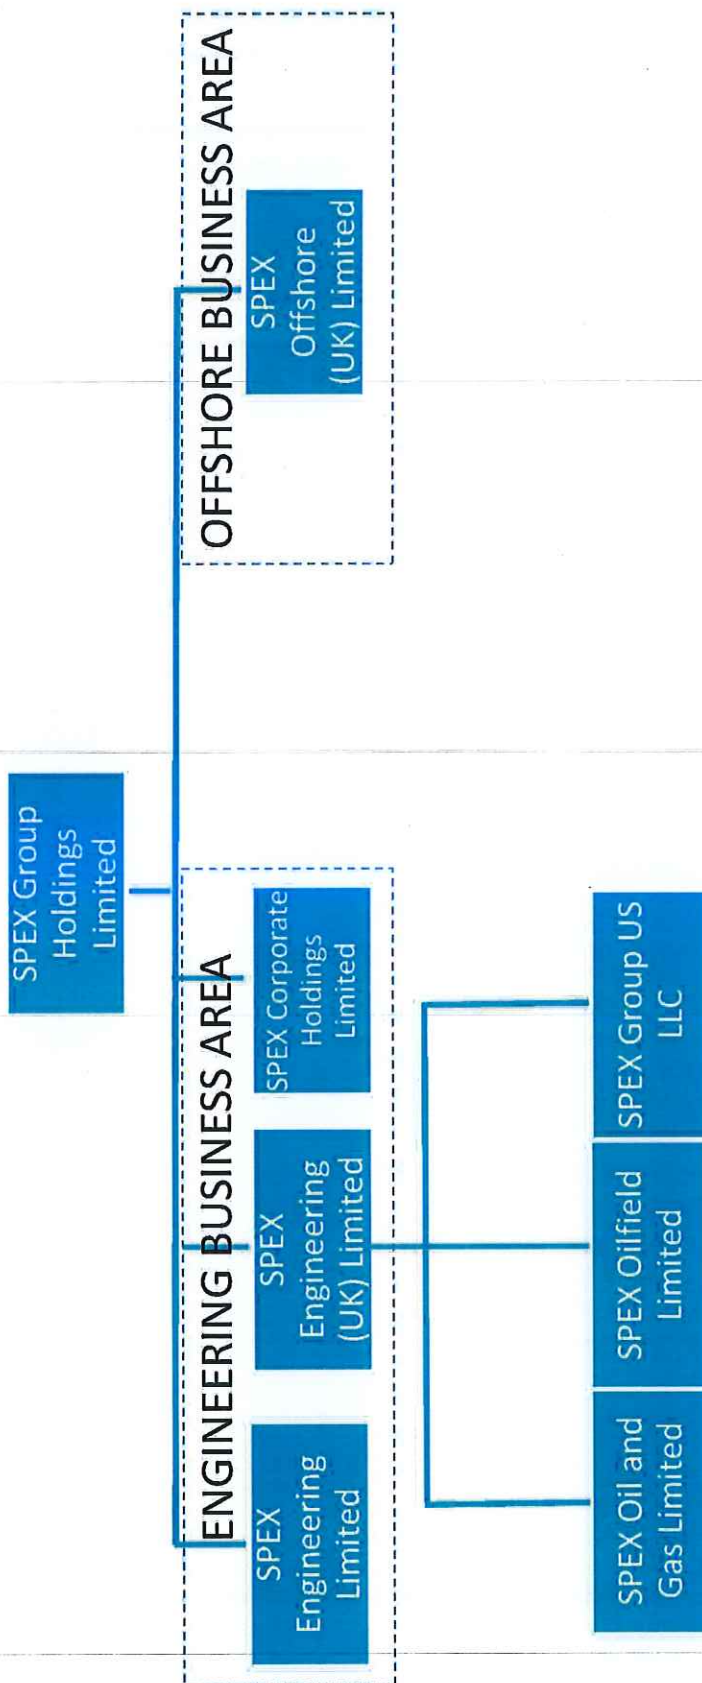 SPEX Group
Holdings
Limited
ENGINEERING BUSINESS AREA
OFFSHORE BUSINESS AREA
SPEX
Engineering
Limited
SPEX
Engineering
(UK) Limited
SPEX Corporate
Holdings
Limited
SPEX
Offshore
(UK) Limited
SPEX Oil and
Gas Limited
SPEX Oilfield
Limited
SPEX Group US
LLC